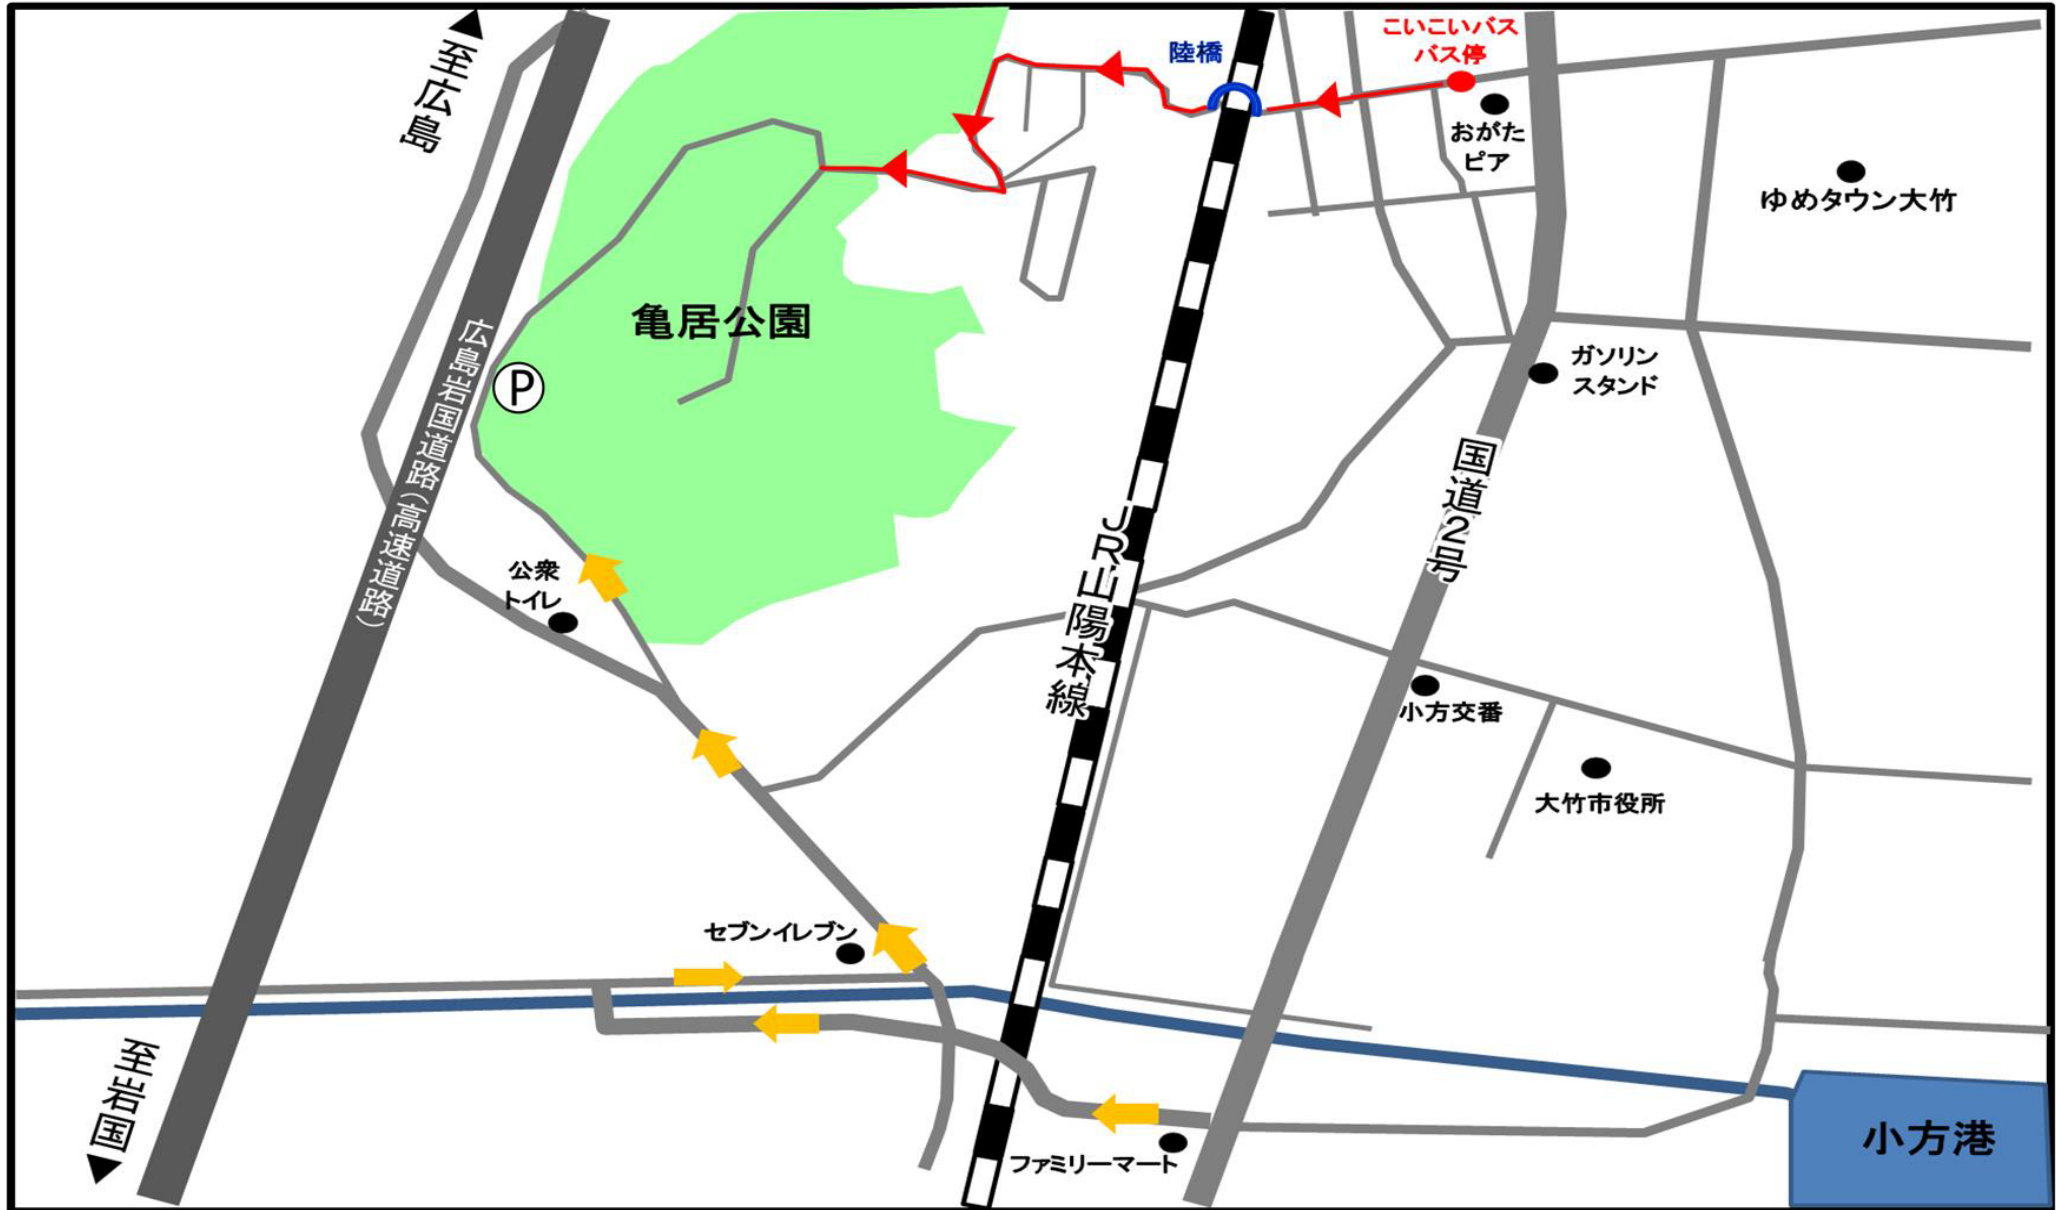 至広島
陸橋
こいこいバス
バス停
おがた
ピア
ゆめタウン大竹
亀居公園
広島岩国道路(高速道路)
P
ガソリン
スタンド
国道2号
JR山陽本線
公衆
トイレ
小方交番
大竹市役所
セブンイレブン
至岩国
ファミリーマート
小方港